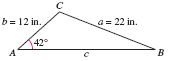 C
b = 12 in.
a = 22 in.
42°
A
c
B